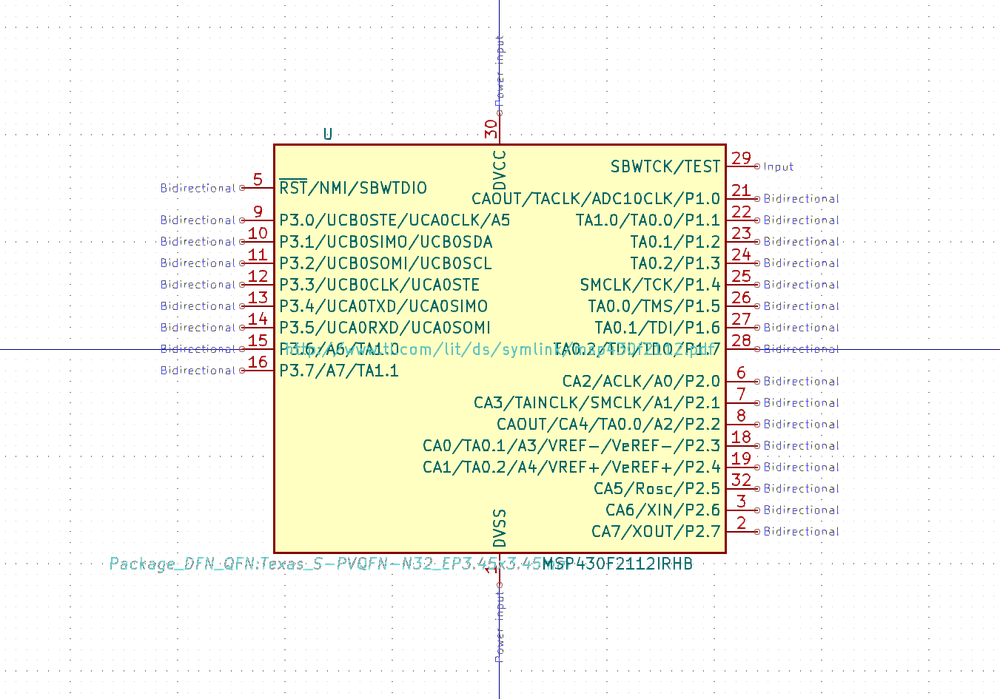 Power input
30
U
DVCC
SBWTCK/TEST 29 Input
Bidirectional 5 RST/NMI/SBWTDIO
CAOUT/TACLK/ADC10CLK/P1.0 21 Bidirectional
Bidirectional 9 P3.0/UCB0STE/UCA0CLK/A5 TA1.0/TA0.0/P1.1 22 Bidirectional
Bidirectional 10 P3.1/UCB0SIMO/UCB0SDA TA0.1/P1.2 23 Bidirectional
Bidirectional 11 P3.2/UCB0SOMI/UCB0SCL TA0.2/P1.3 24 Bidirectional
Bidirectional 12 P3.3/UCB0CLK/UCA0STE SMCLK/TCK/P1.4 25 Bidirectional
Bidirectional 13 P3.4/UCA0TXD/UCA0SIMO TA0.0/TMS/P1.5 26 Bidirectional
Bidirectional 14 P3.5/UCA0RXD/UCA0SOMI TA0.1/TDI/P1.6 27 Bidirectional
Bidirectional 15 P3.6/A6/TA1.0 http://www.ti.com/lit/ds/symlink/msp430f2112.pdf TA0.2/TDI/TDO/P1.7 28 Bidirectional
Bidirectional 16 P3.7/A7/TA1.1
CA2/ACLK/A0/P2.0 6 Bidirectional
CA3/TAINCLK/SMCLK/A1/P2.1 7 Bidirectional
CAOUT/CA4/TA0.0/A2/P2.2 8 Bidirectional
CA0/TA0.1/A3/VREF-/VeREF-/P2.3 18 Bidirectional
CA1/TA0.2/A4/VREF+/VeREF+/P2.4 19 Bidirectional
CA5/Rosc/P2.5 32 Bidirectional
CA6/XIN/P2.6 3 Bidirectional
CA7/XOUT/P2.7 2 Bidirectional
DVSS
Package_DFN_QFN:Texas_S-PVQFN-N32_EP3.45x3.45mm MSP430F2112IRHB
1
Power input